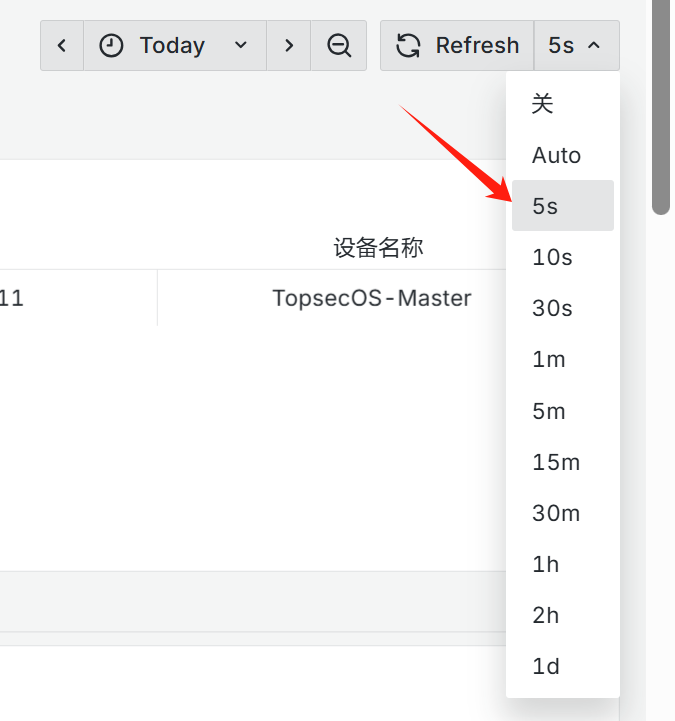 Today
Refresh
5s
关
Auto
5s
10s
30s
1m
5m
15m
30m
1h
2h
1d
设备名称
11
TopsecOS-Master